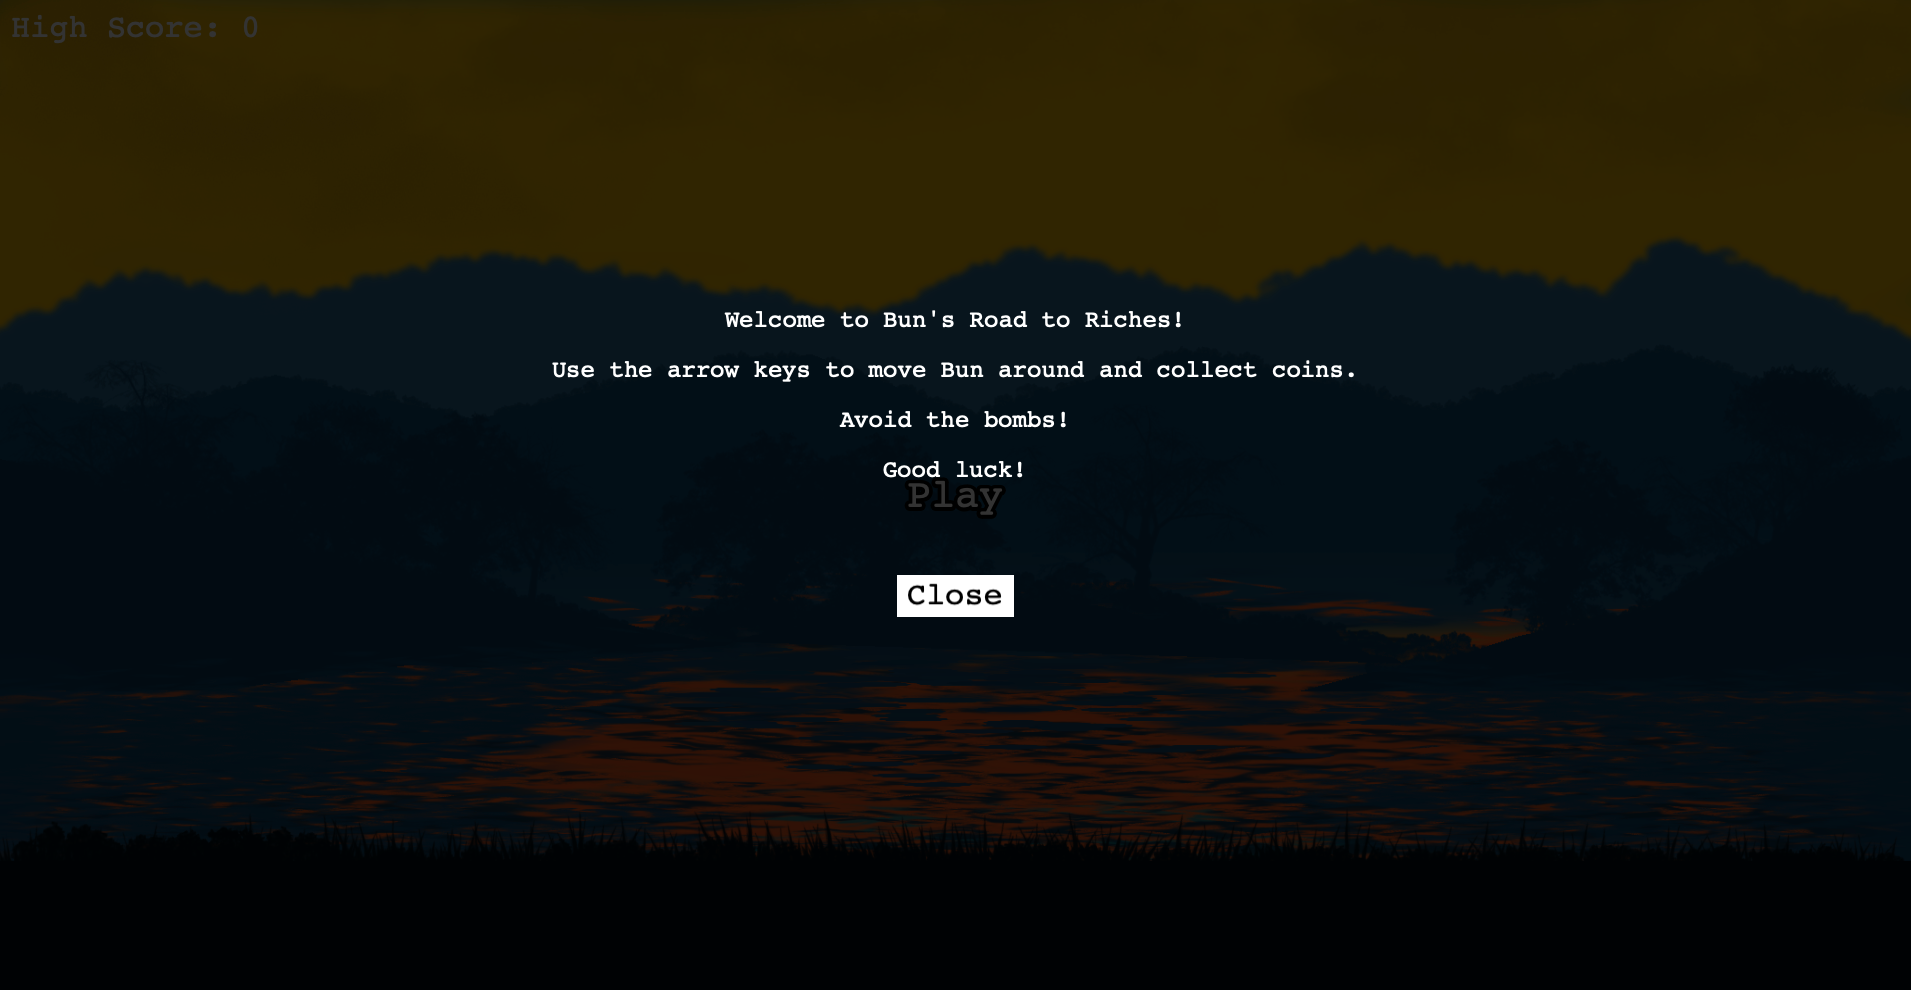 High Score: 0
Welcome to Bun's Road to Riches!
Use the arrow keys to move Bun around and collect coins.
Avoid the bombs!
Good luck!
Play
Close